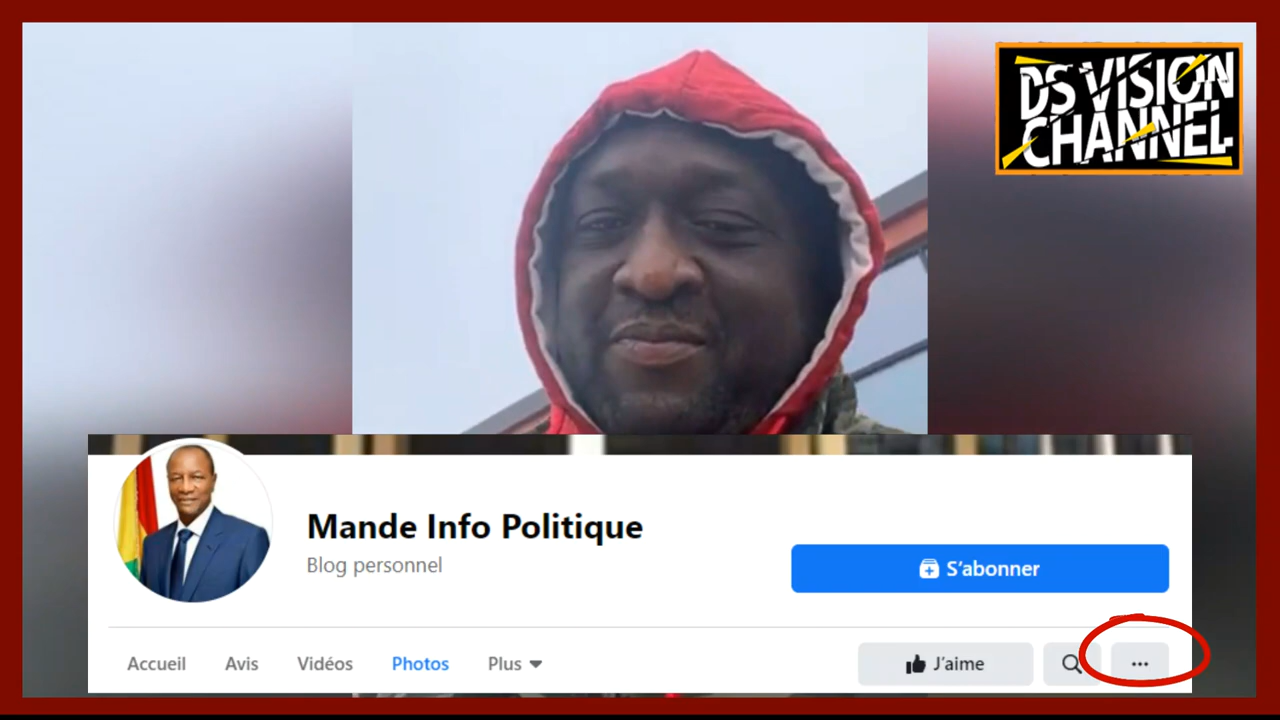 DS VISION
CHANNEL
Mande Info Politique
Blog personnel
S'abonner
Accueil Avis Vidéos Photos Plus J'aime